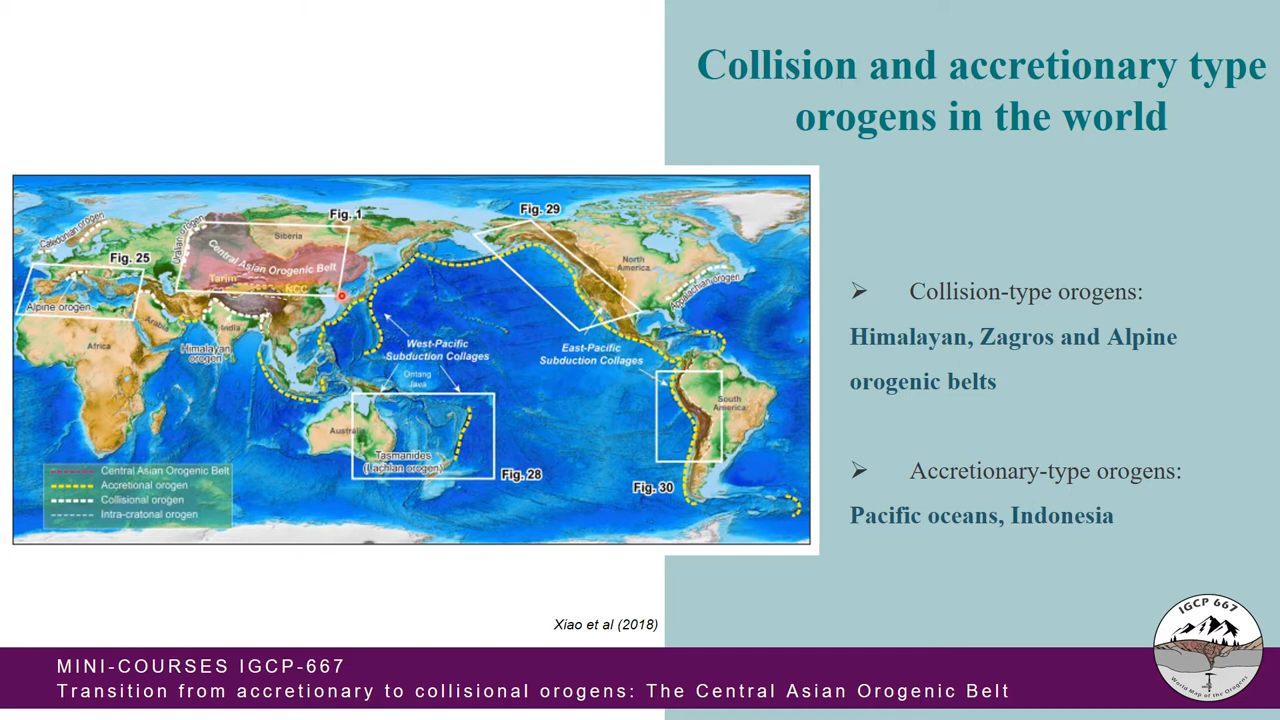 Collision and accretionary type
orogens in the world
Caledonian orogen
Uralian orogen
Fig. 1
Siberia
Central Asian Orogenic Belt
Tarim
NCC
Fig. 25
Alpine orogen
Arabia
Africa
India
Himalayan
orogen
Fig. 29
North
America
Appalachian orogen
West-Pacific
Subduction Collages
East-Pacific
Subduction Collages
Ontang
Java
Australia
Tasmanides
(Lachlan orogen)
Fig. 28
South
America
Fig. 30
Central Asian Orogenic Belt
Accretional orogen
Collisional orogen
Intra-cratonal orogen
➢ Collision-type orogens:
Himalayan, Zagros and Alpine
orogenic belts
➢ Accretionary-type orogens:
Pacific oceans, Indonesia
Xiao et al (2018)
IGCP 667
World Map of the Orogens
MINI-COURSES IGCP-667
Transition from accretionary to collisional orogens: The Central Asian Orogenic Belt